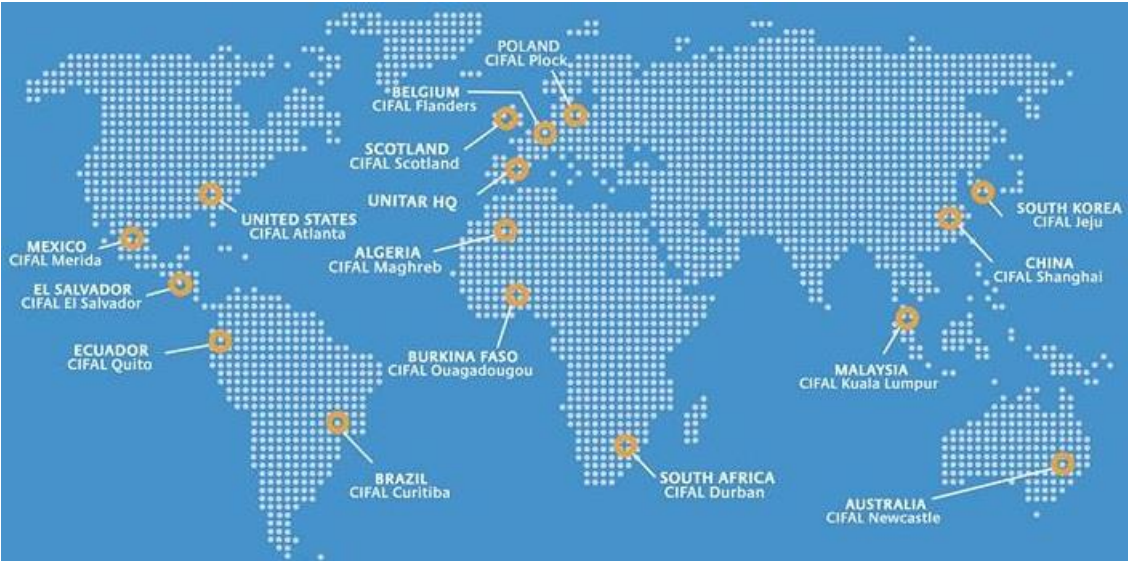 POLAND
CIFAL Plock
BELGIUM
CIFAL Flanders
SCOTLAND
CIFAL Scotland
UNITAR HQ
UNITED STATES
CIFAL Atlanta
MEXICO
CIFAL Merida
ALGERIA
CIFAL Maghreb
SOUTH KOREA
CIFAL Jeju
CHINA
CIFAL Shanghai
EL SALVADOR
CIFAL El Salvador
ECUADOR
CIFAL Quito
BURKINA FASO
CIFAL Ouagadougou
MALAYSIA
CIFAL Kuala Lumpur
BRAZIL
CIFAL Curitiba
SOUTH AFRICA
CIFAL Durban
AUSTRALIA
CIFAL Newcastle